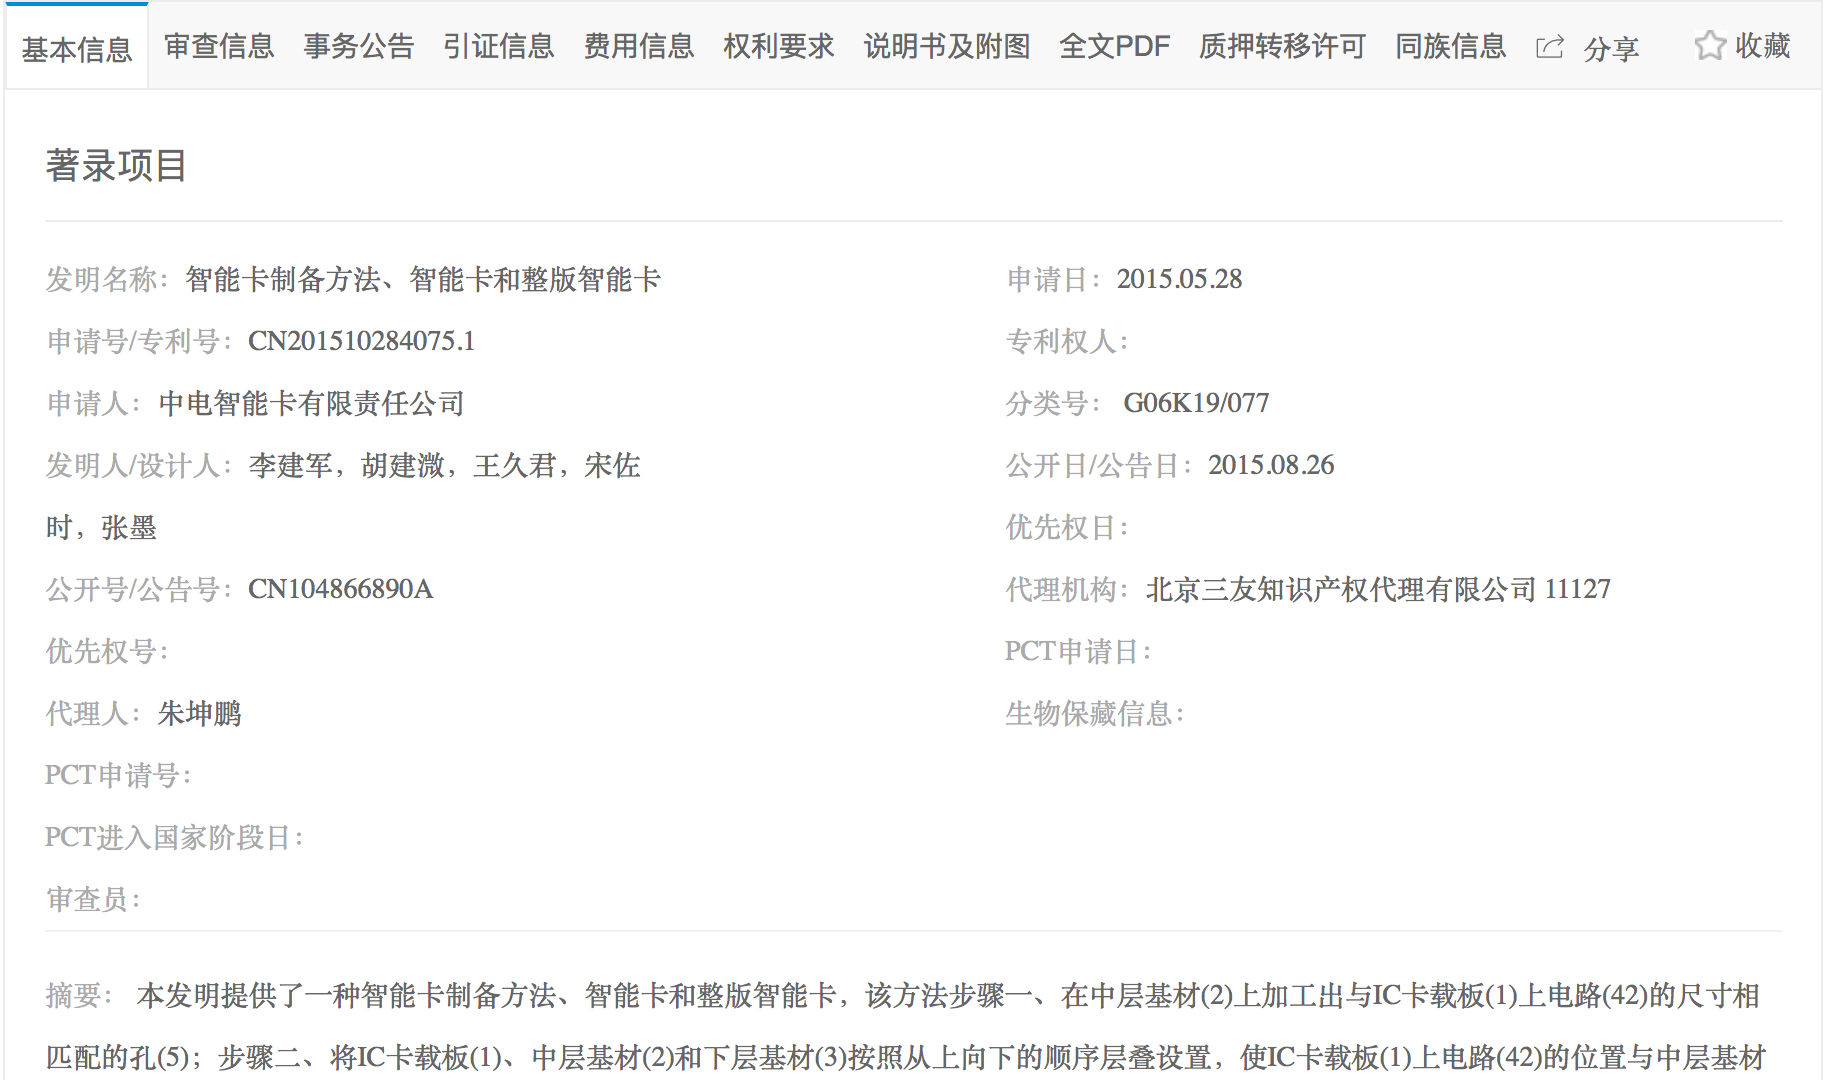 基本信息 审查信息 事务公告 引证信息 费用信息 权利要求 说明书及附图 全文PDF 质押转移许可 同族信息 分享 收藏
著录项目
发明名称：智能卡制备方法、智能卡和整版智能卡
申请日：2015.05.28
申请号/专利号：CN201510284075.1
专利权人：
申请人：中电智能卡有限责任公司
分类号：G06K19/077
发明人/设计人：李建军，胡建溦，王久君，宋佐
时，张墨
公开日/公告日：2015.08.26
优先权日：
公开号/公告号：CN104866890A
代理机构：北京三友知识产权代理有限公司 11127
优先权号：
PCT申请日：
代理人：朱坤鹏
生物保藏信息：
PCT申请号：
PCT进入国家阶段日：
审查员：
摘要： 本发明提供了一种智能卡制备方法、智能卡和整版智能卡，该方法步骤一、在中层基材(2)上加工出与IC卡载板(1)上电路(42)的尺寸相
匹配的孔(5)；步骤二、将IC卡载板(1)、中层基材(2)和下层基材(3)按照从上向下的顺序层叠设置，使IC卡载板(1)上电路(42)的位置与中层基材